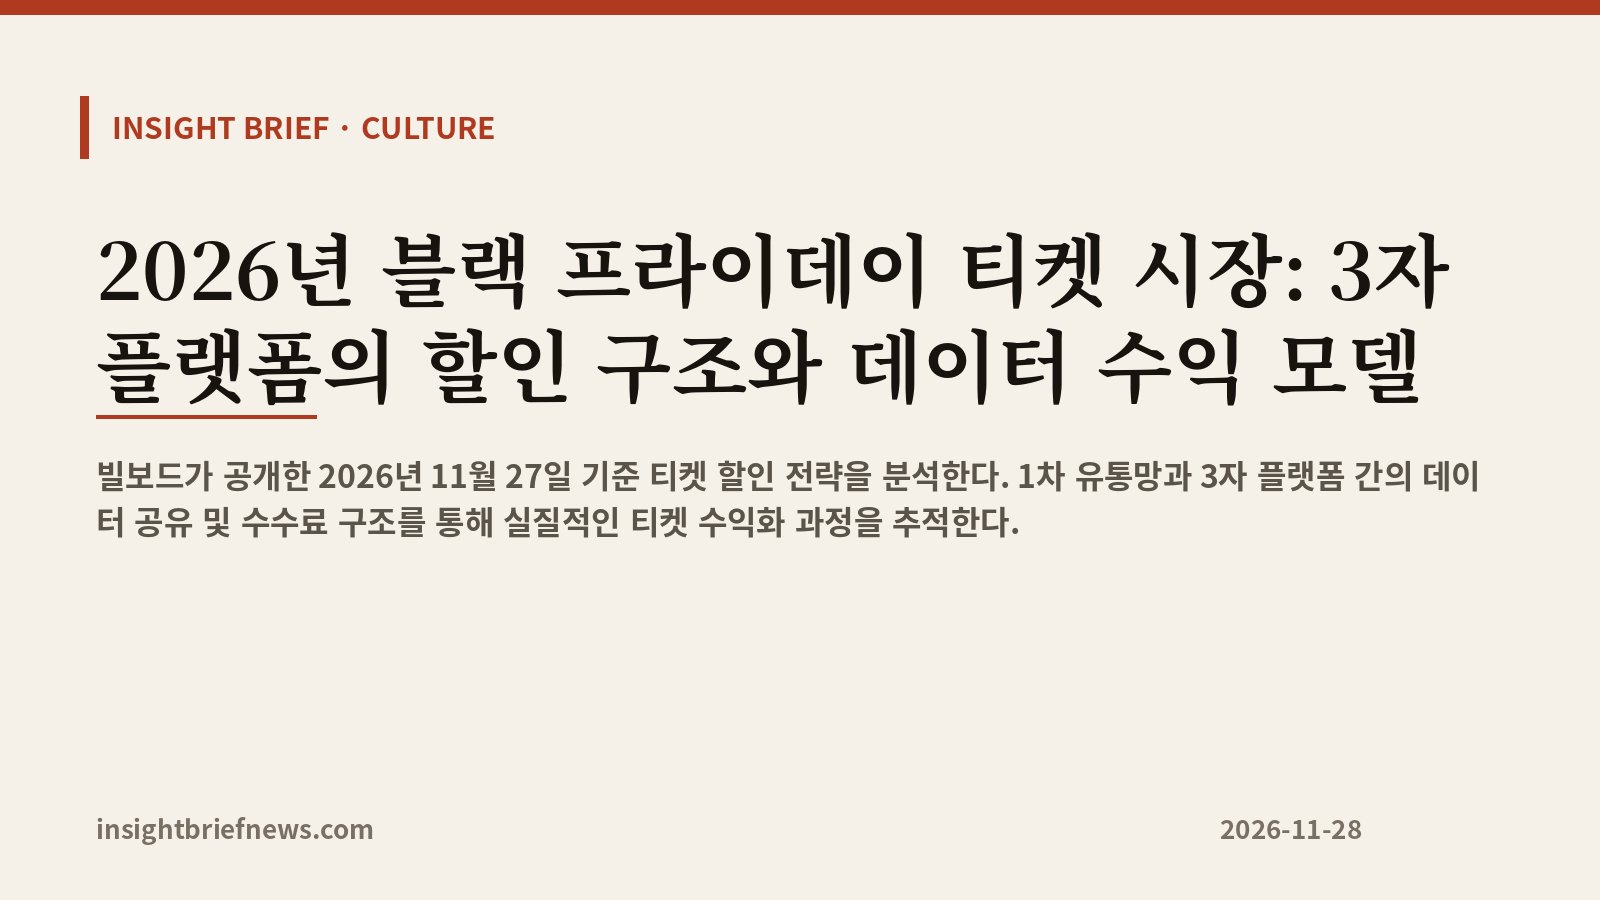 INSIGHT BRIEF · CULTURE
2026년 블랙 프라이데이 티켓 시장: 3자
플랫폼의 할인 구조와 데이터 수익 모델
빌보드가 공개한 2026년 11월 27일 기준 티켓 할인 전략을 분석한다. 1차 유통망과 3자 플랫폼 간의 데이
터 공유 및 수수료 구조를 통해 실질적인 티켓 수익화 과정을 추적한다.
insightbriefnews.com
2026-11-28